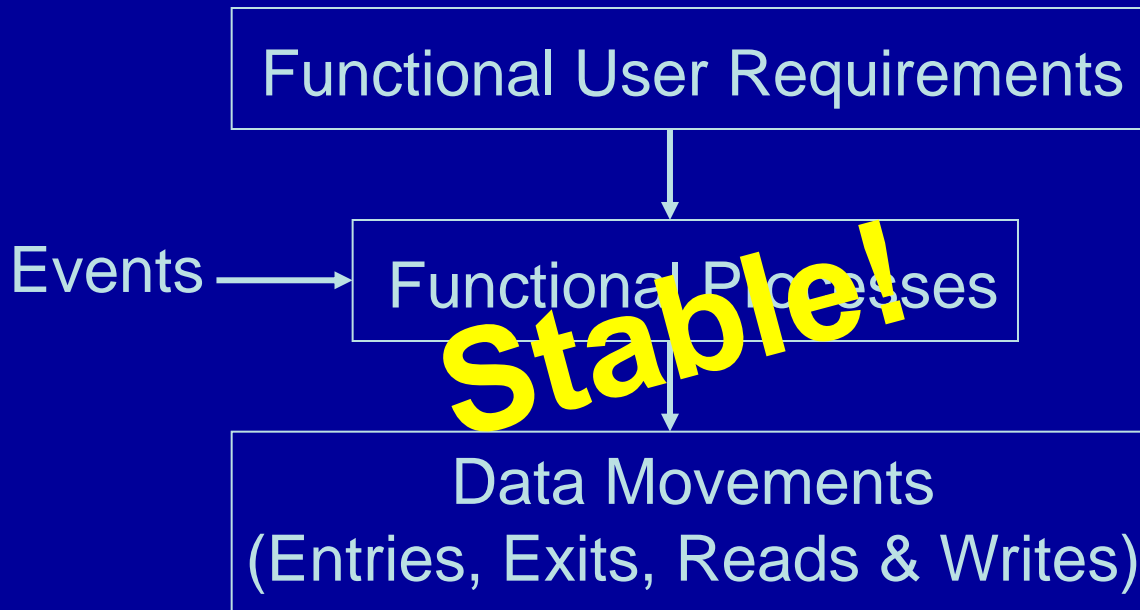 Functional User Requirements
Events
Functional Processes
Stable!
Data Movements
(Entries, Exits, Reads & Writes)